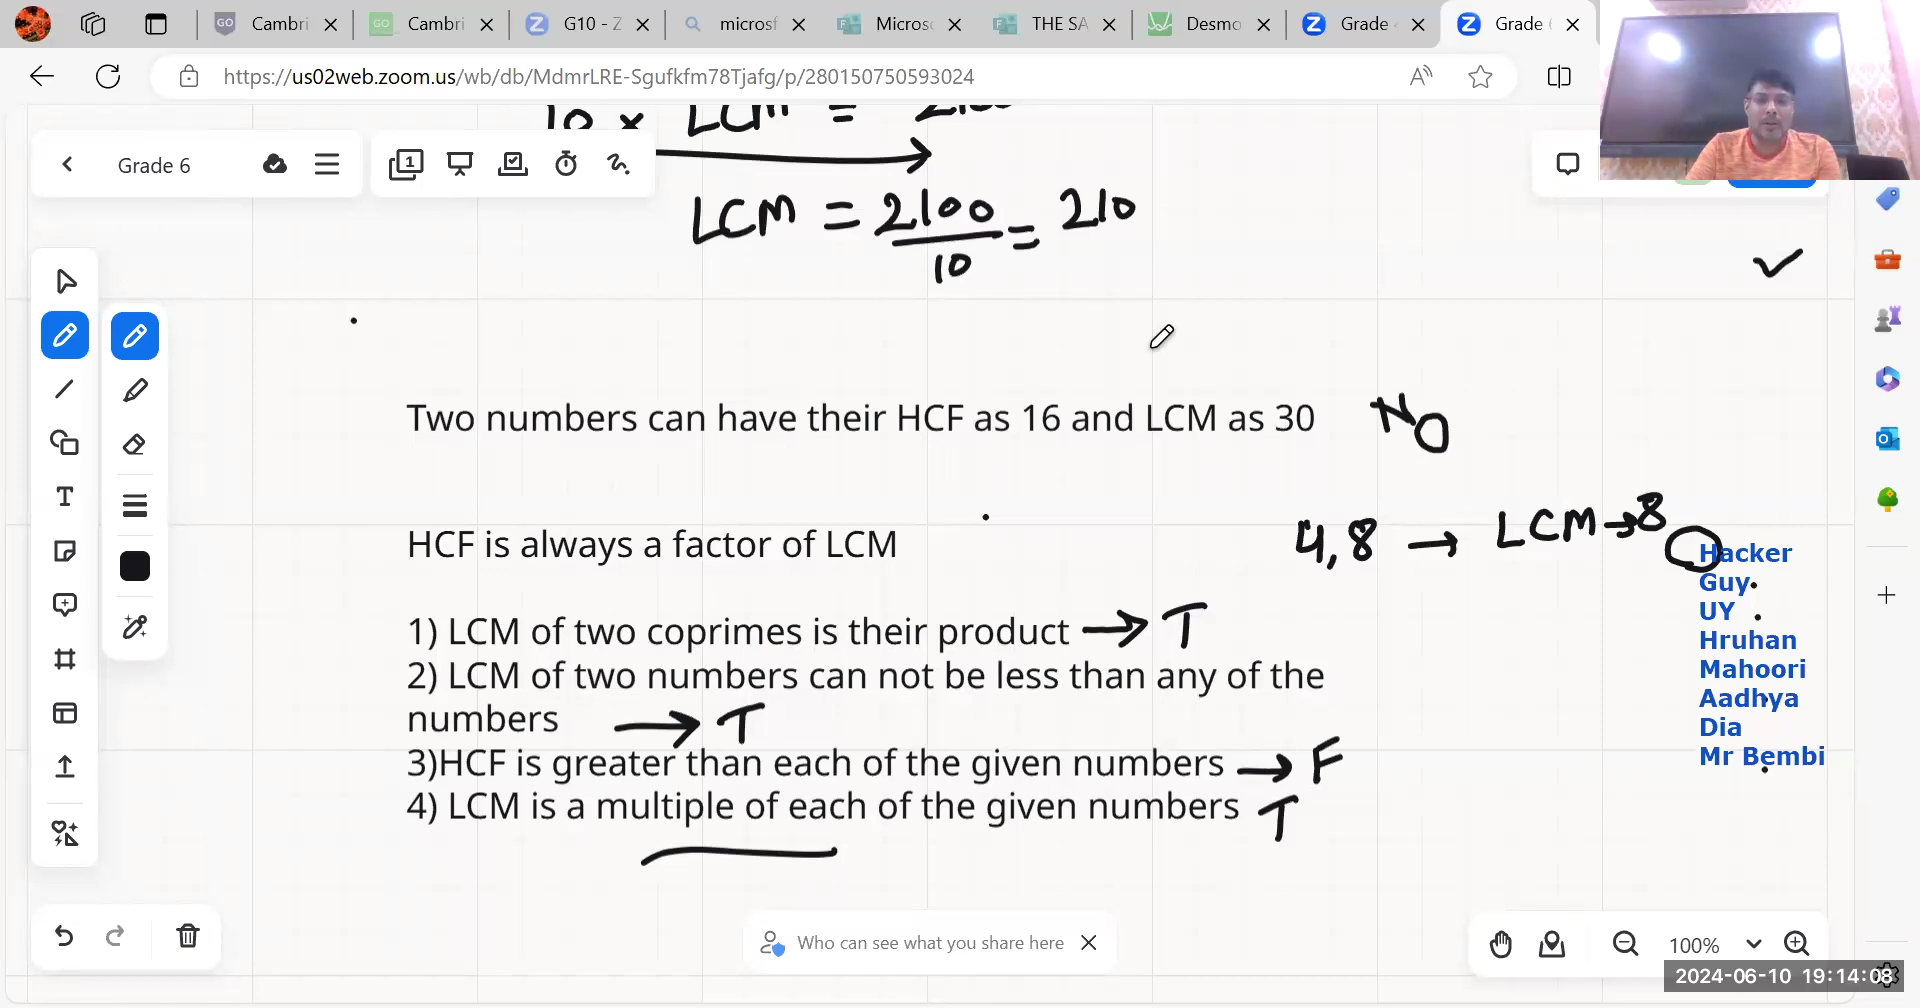 Cambri
Cambri
G10 - Z
microsf
Microso
THE SA
Desmo
Grade
Grade
https://us02web.zoom.us/wb/db/MdmrLRE-Sgufkfm78Tjafg/p/280150750593024
10 × LCM =
Grade 6
1
LCM = 2100/10 = 210
Two numbers can have their HCF as 16 and LCM as 30 NO
4,8 → LCM → 8
HCF is always a factor of LCM
1) LCM of two coprimes is their product → T
2) LCM of two numbers can not be less than any of the
numbers → T
3)HCF is greater than each of the given numbers → F
4) LCM is a multiple of each of the given numbers T
Hacker
Guy
UY
Hruhan
Mahoori
Aadhya
Dia
Mr Bembi
Who can see what you share here
100%
2024-06-10 19:14:08